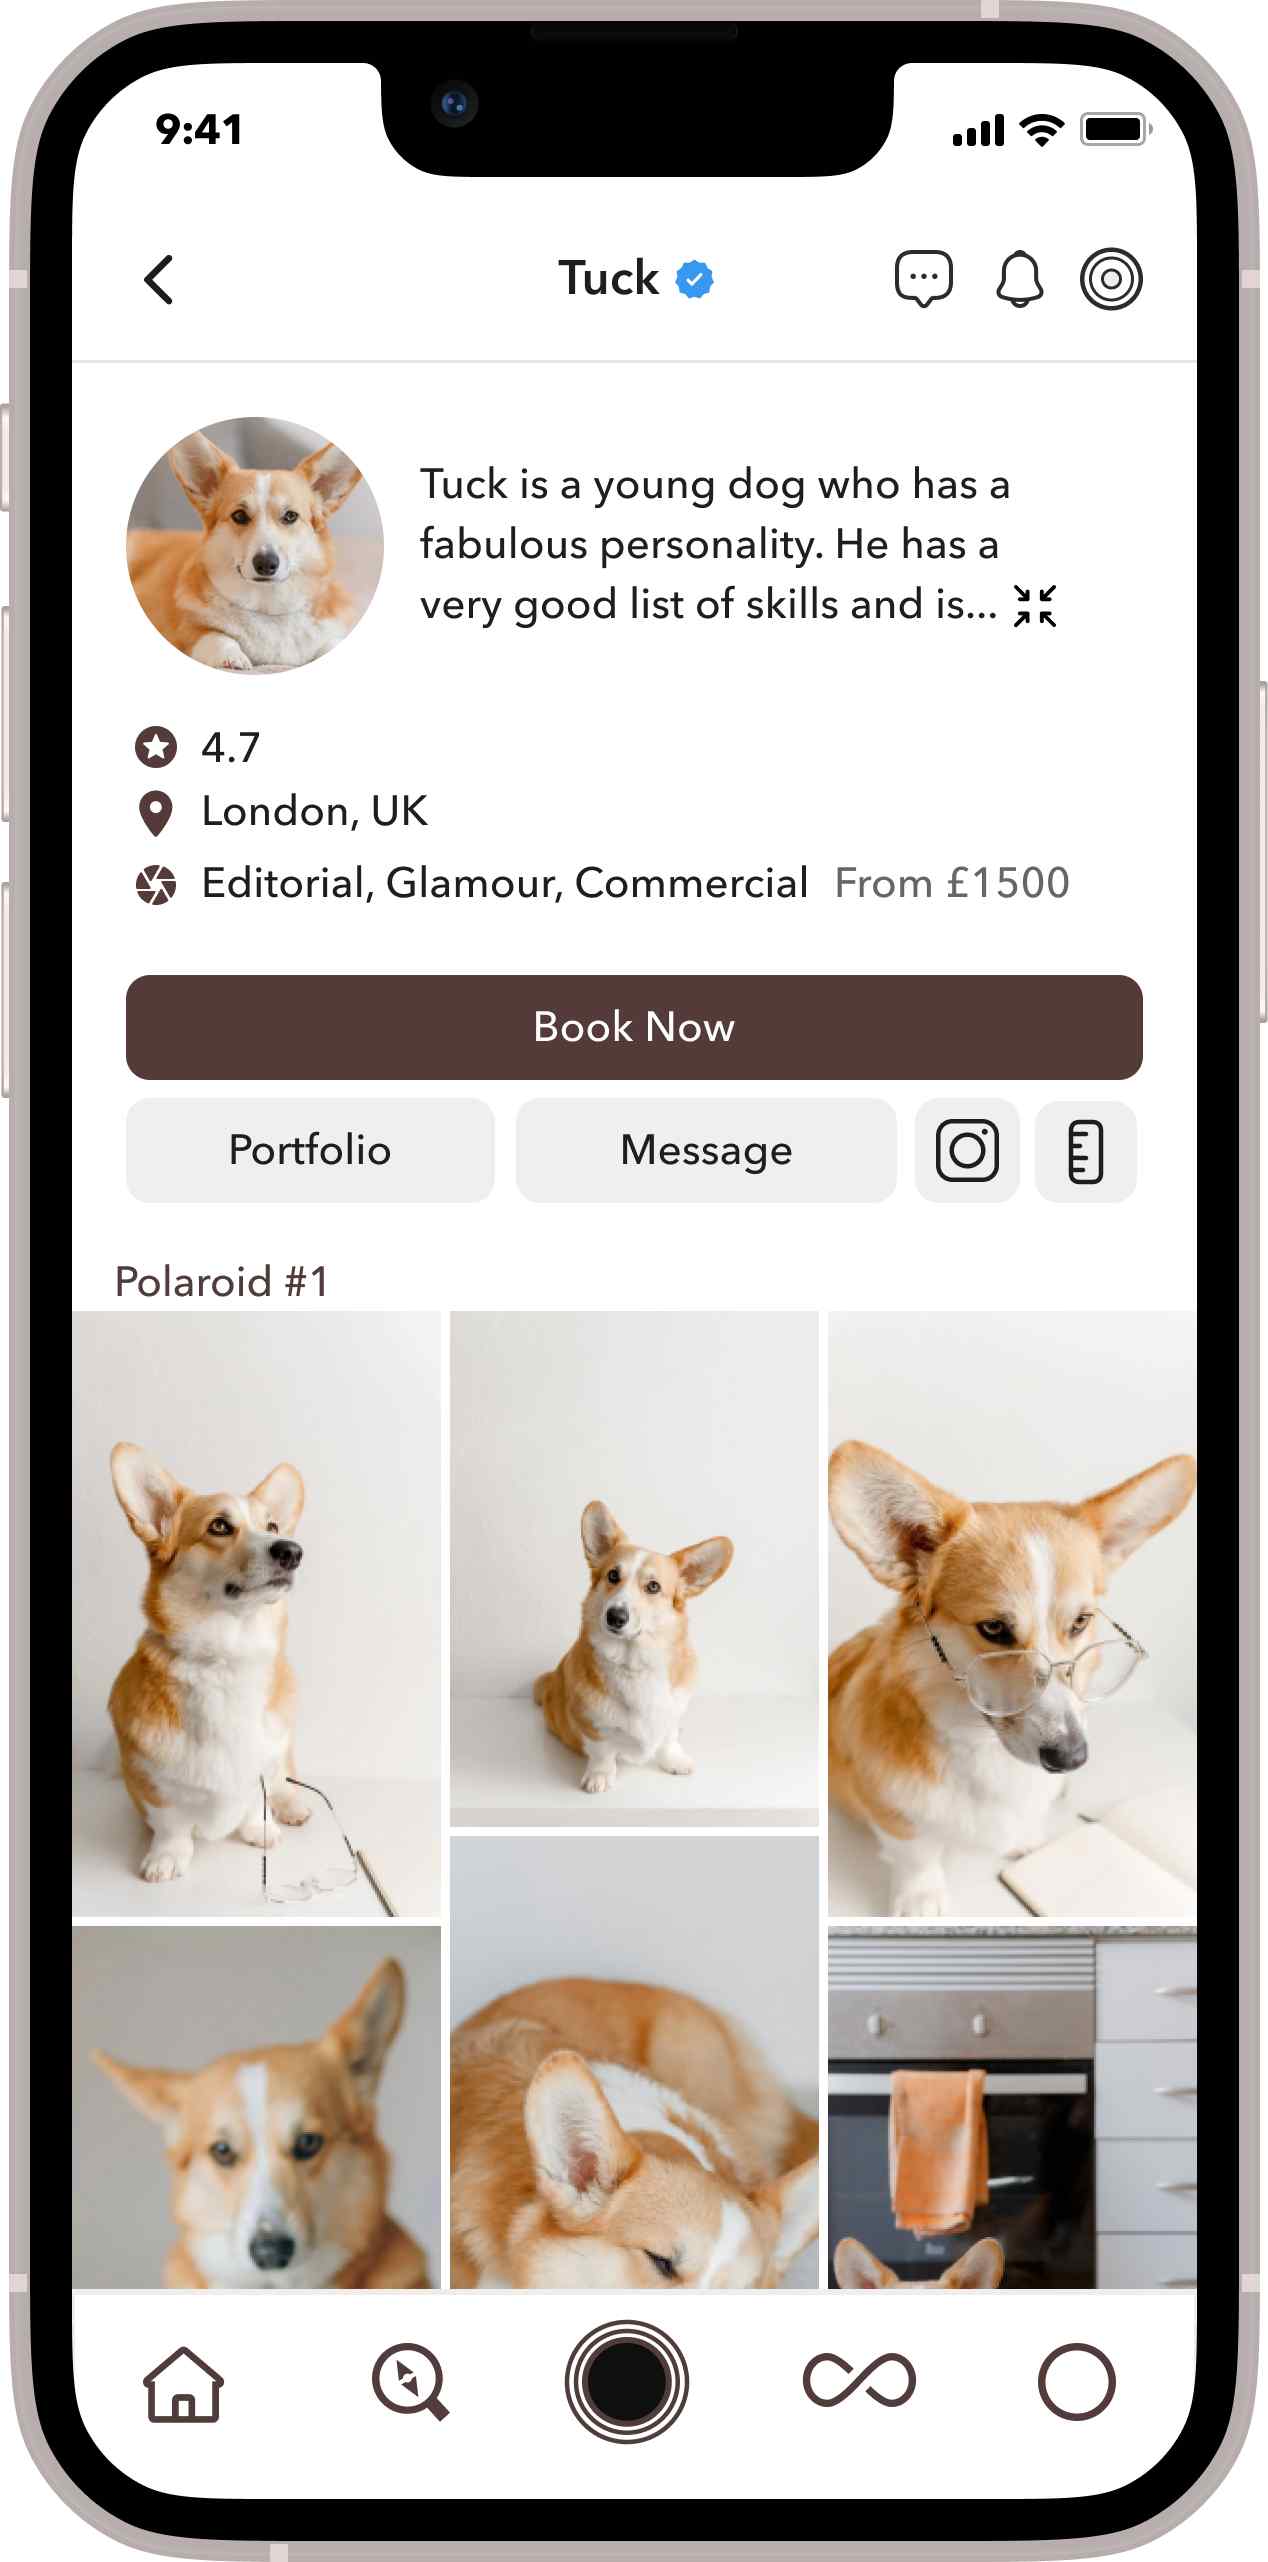 9:41
Tuck
Tuck is a young dog who has a
fabulous personality. He has a
very good list of skills and is...
4.7
London, UK
Editorial, Glamour, Commercial From £1500
Book Now
Portfolio Message
Polaroid #1